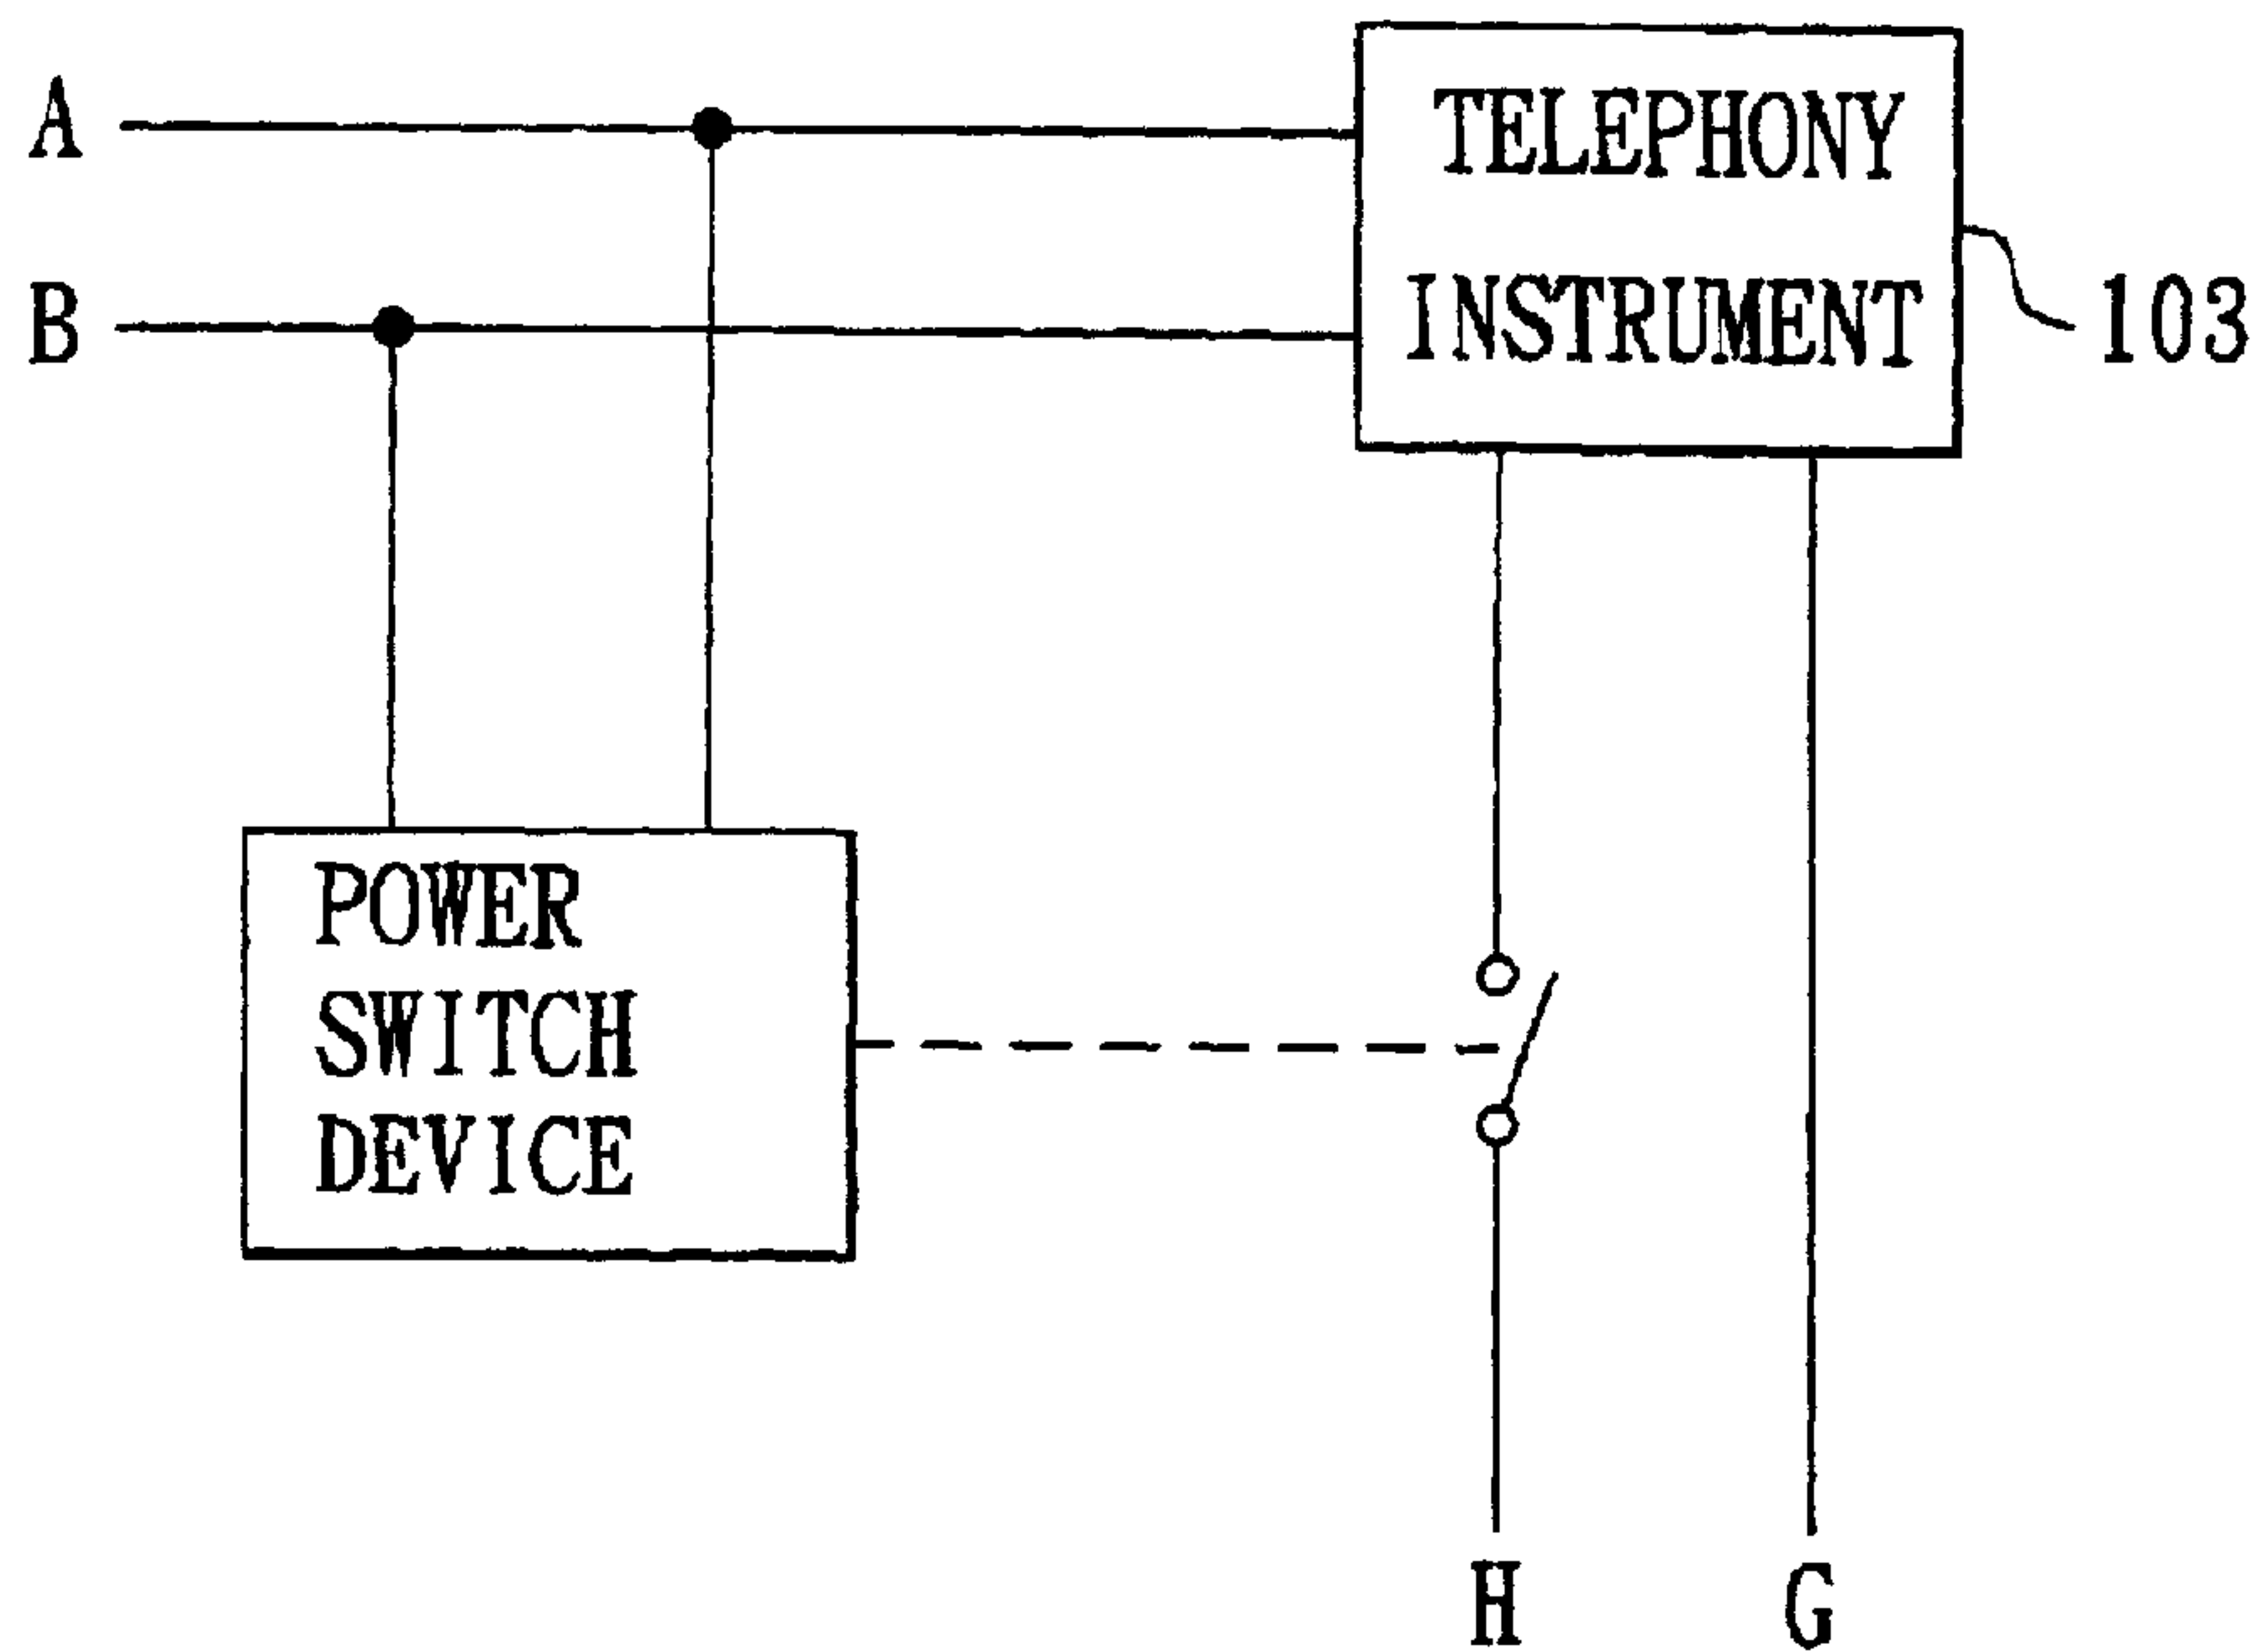 A
TELEPHONY
INSTRUMENT
B
103
POWER
SWITCH
DEVICE
H
G